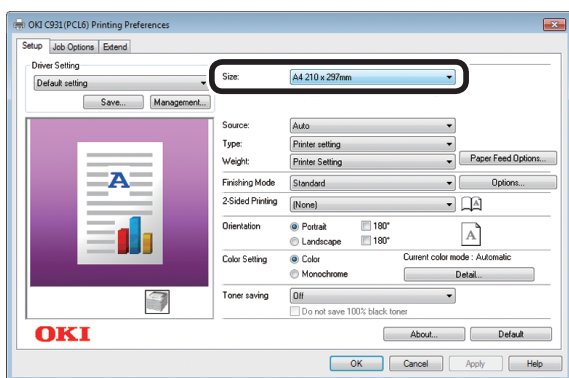 OKI C931(PCL6) Printing Preferences
Setup Job Options Extend
Driver Setting
Default setting
Save... Management...
Size: A4 210 x 297mm
Source: Auto
Type: Printer setting
Weight: Printer Setting Paper Feed Options...
Finishing Mode Standard Options...
2-Sided Printing (None) A
Orientation Portrait 180°
Landscape 180°
A
Color Setting Color Current color mode : Automatic
Monochrome Detail...
Toner saving Off
Do not save 100% black toner
A
OKI
About... Default
OK Cancel Apply Help